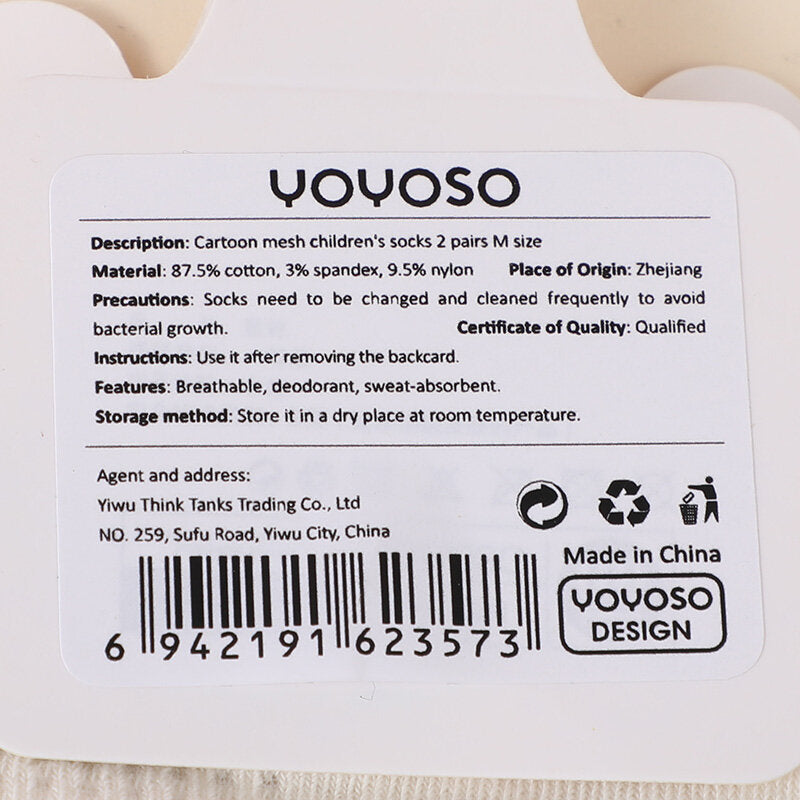 YOYOSO
Description: Cartoon mesh children's socks 2 pairs M size
Material: 87.5% cotton, 3% spandex, 9.5% nylon Place of Origin: Zhejiang
Precautions: Socks need to be changed and cleaned frequently to avoid
bacterial growth. Certificate of Quality: Qualified
Instructions: Use it after removing the backcard.
Features: Breathable, deodorant, sweat-absorbent.
Storage method: Store it in a dry place at room temperature.
Agent and address:
Yiwu Think Tanks Trading Co., Ltd
NO. 259, Sufu Road, Yiwu City, China
Made in China
YOYOSO
DESIGN
6 942191 623573